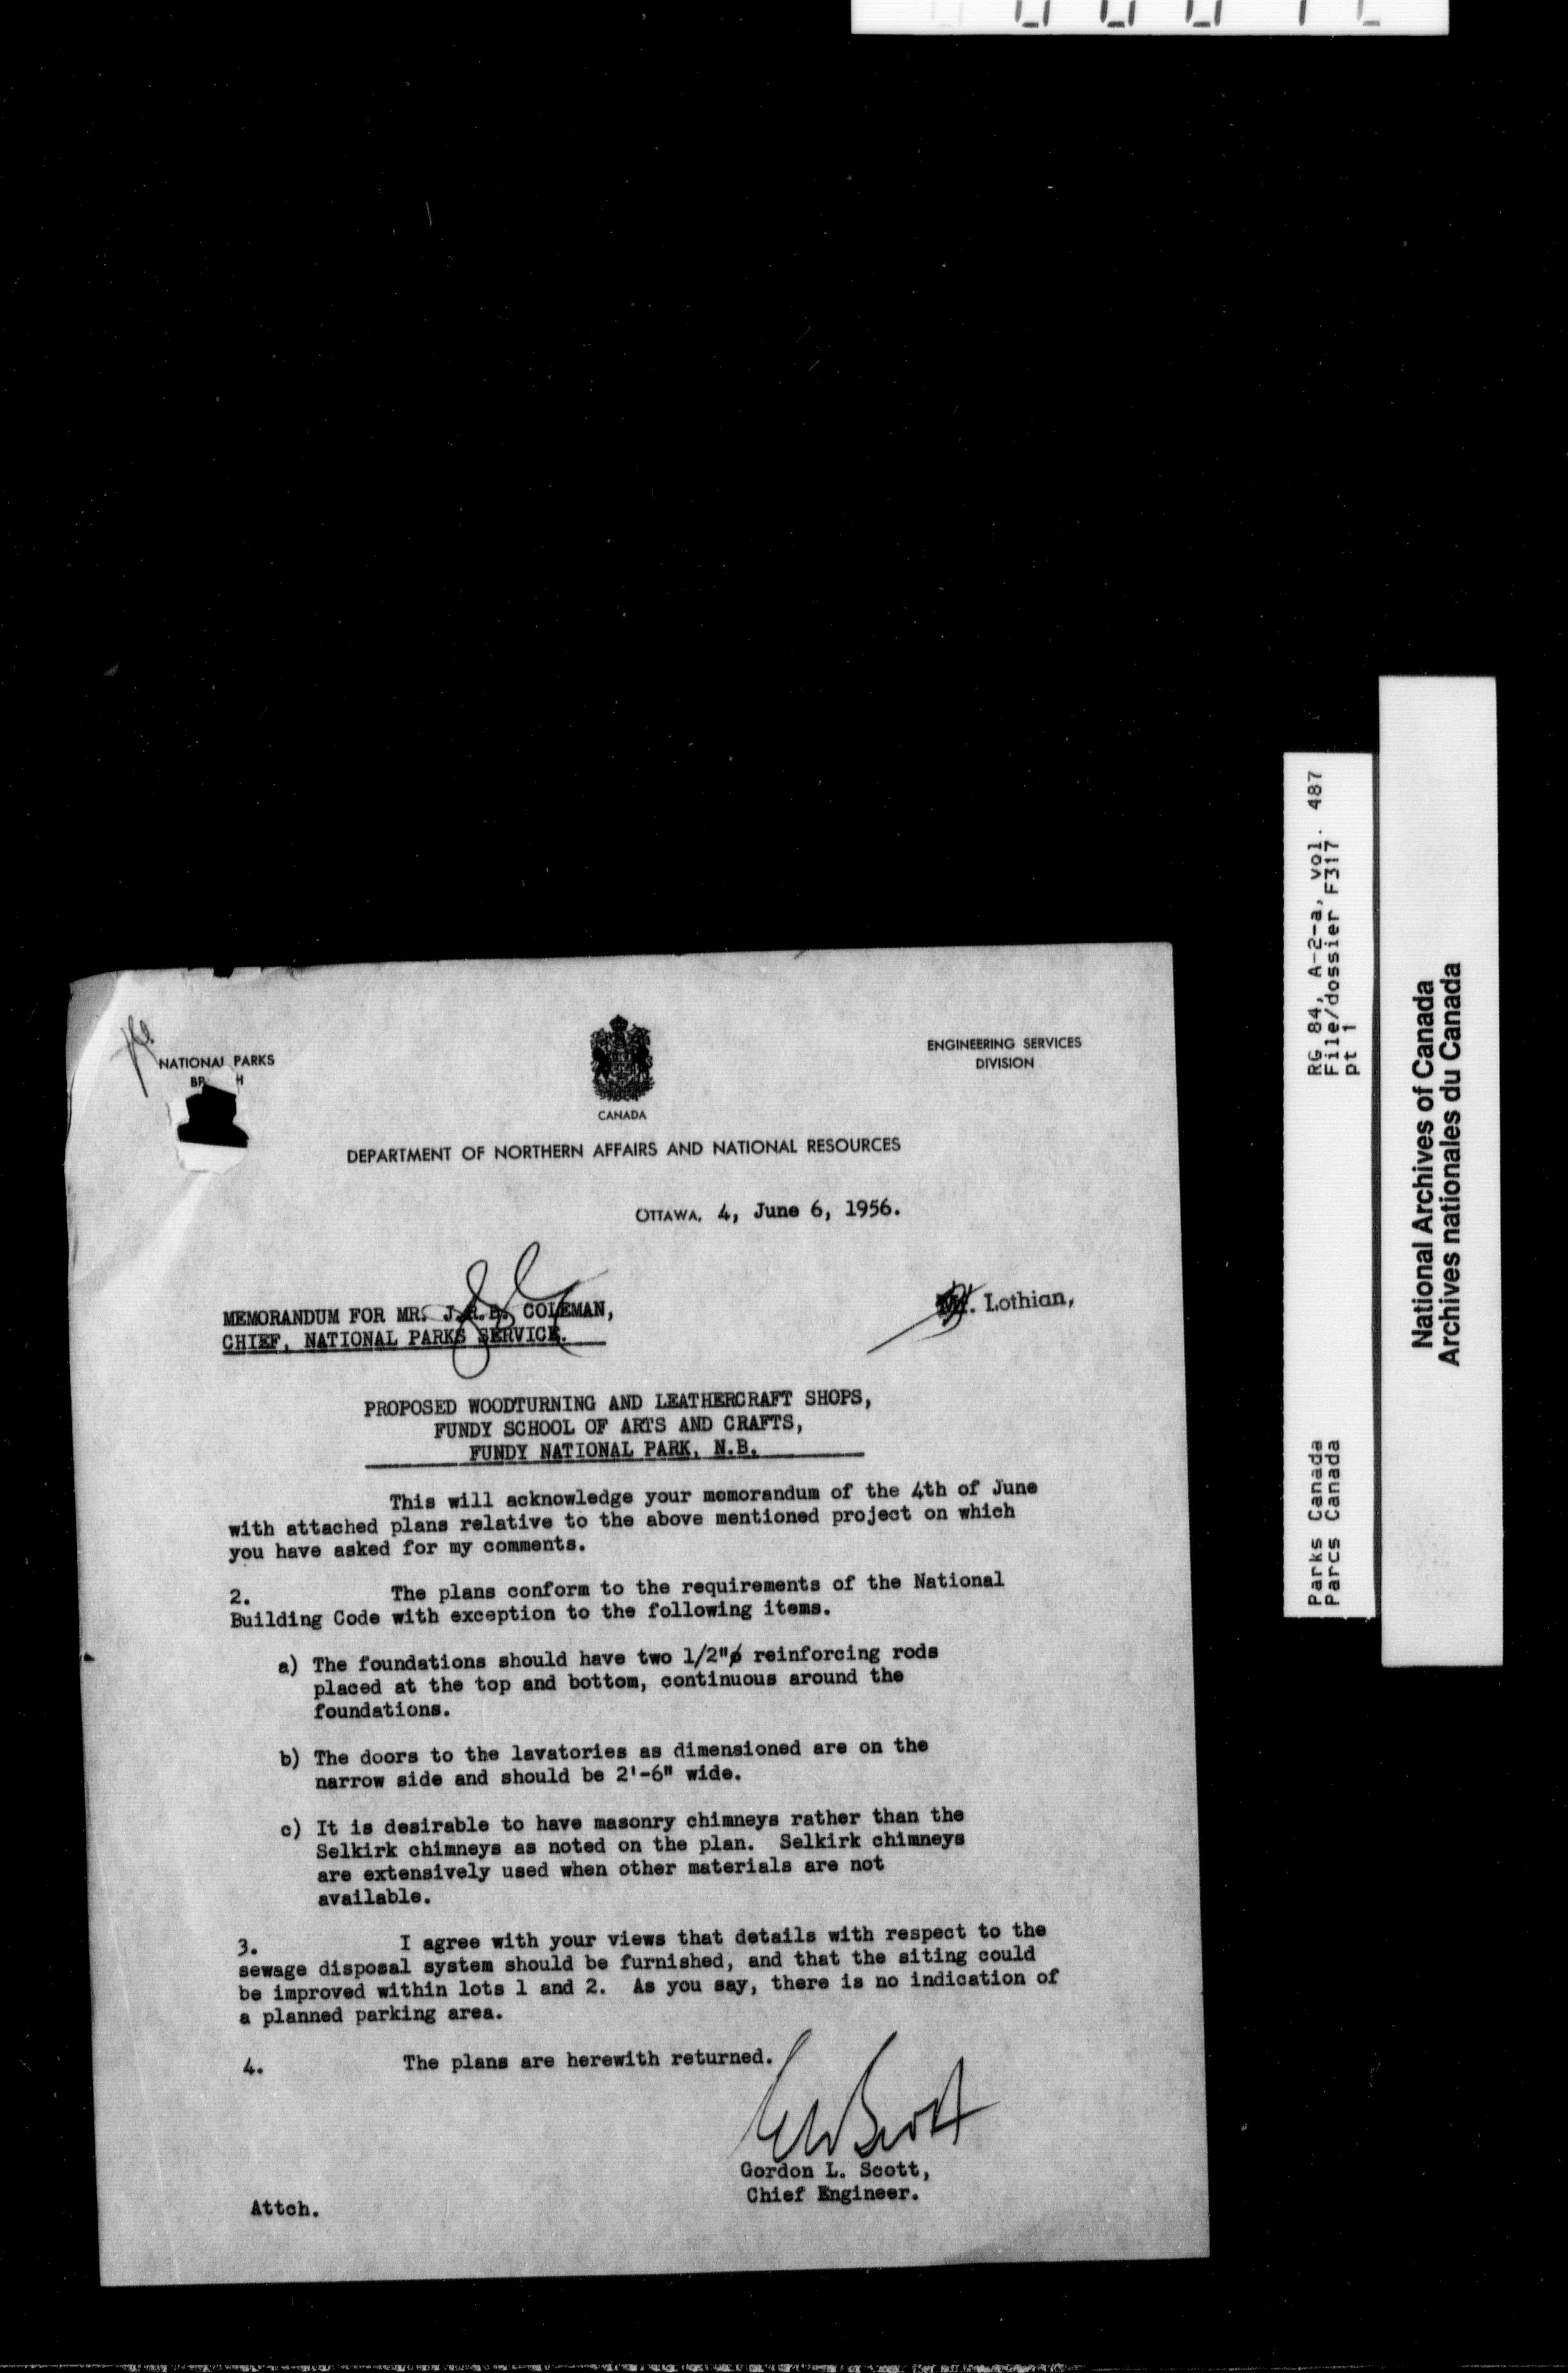 NATIONAL PARKS
ENGINEERING SERVICES
DIVISION
CANADA
DEPARTMENT OF NORTHERN AFFAIRS AND NATIONAL RESOURCES
OTTAWA, 4, June 6, 1956.
Mr. Lothian,
MEMORANDUM FOR MR. J.R.B. COLEMAN,
CHIEF, NATIONAL PARKS SERVICE.
PROPOSED WOODTURNING AND LEATHERCRAFT SHOPS,
FUNDY SCHOOL OF ARTS AND CRAFTS,
FUNDY NATIONAL PARK, N.B.
This will acknowledge your memorandum of the 4th of June
with attached plans relative to the above mentioned project on which
you have asked for my comments.
2. The plans conform to the requirements of the National
Building Code with exception to the following items.
a) The foundations should have two 1/2"ø reinforcing rods
placed at the top and bottom, continuous around the
foundations.
b) The doors to the lavatories as dimensioned are on the
narrow side and should be 2'-6" wide.
c) It is desirable to have masonry chimneys rather than the
Selkirk chimneys as noted on the plan. Selkirk chimneys
are extensively used when other materials are not
available.
3. I agree with your views that details with respect to the
sewage disposal system should be furnished, and that the siting could
be improved within lots 1 and 2. As you say, there is no indication of
a planned parking area.
4. The plans are herewith returned.
Gordon L. Scott,
Chief Engineer.
Attch.
RG 84, A-2-a, vol. 487
File/dossier F317
pt 1
Parks Canada
Parcs Canada
National Archives of Canada
Archives nationales du Canada